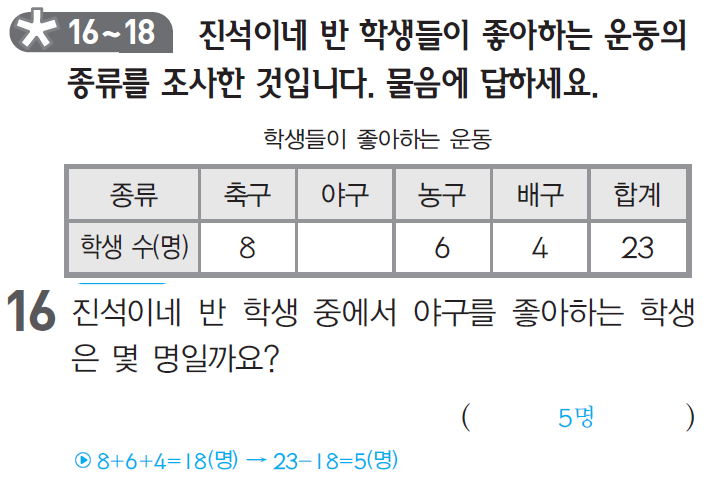 16~18 진석이네 반 학생들이 좋아하는 운동의
종류를 조사한 것입니다. 물음에 답하세요.
학생들이 좋아하는 운동
종류 축구 야구 농구 배구 합계
학생 수(명) 8 6 4 23
16 진석이네 반 학생 중에서 야구를 좋아하는 학생
은 몇 명일까요?
( 5명 )
8+6+4=18(명) → 23-18=5(명)